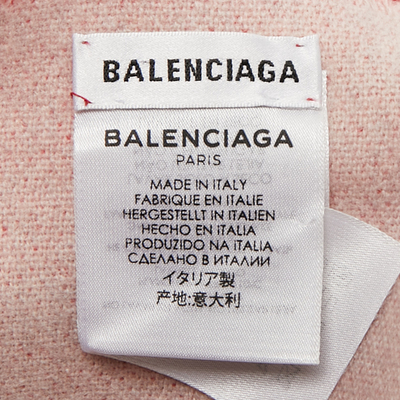 BALENCIAGA
BALENCIAGA
PARIS
MADE IN ITALY
FABRIQUE EN ITALIE
HERGESTELLT IN ITALIEN
HECHO EN ITALIA
PRODUZIDO NA ITALIA
СДЕЛАНО В ИТАЛИИ
イタリア製
产地:意大利